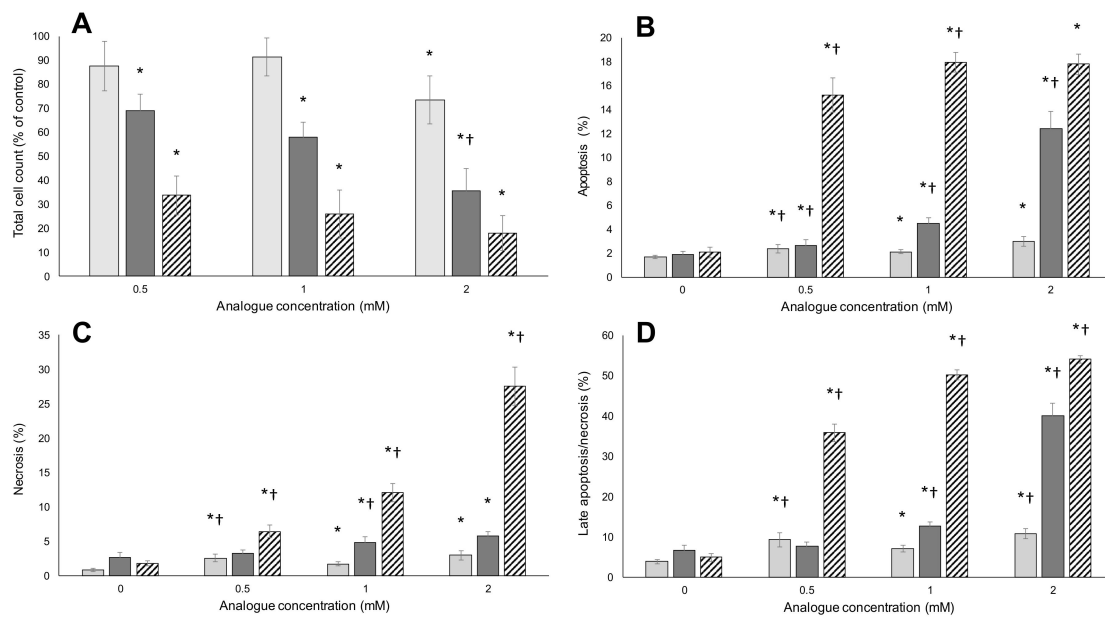 A
Total cell count (% of control)
100
90
80
70
60
50
40
30
20
10
0
* * * * * *† * *
0.5 1 2
Analogue concentration (mM)
B
Apoptosis (%)
20
18
16
14
12
10
8
6
4
2
0
*† *† *† * *† *† * *† *
0 0.5 1 2
Analogue concentration (mM)
C
Necrosis (%)
35
30
25
20
15
10
5
0
*† *† * *† *† * * *†
0 0.5 1 2
Analogue concentration (mM)
D
Late apoptosis/necrosis (%)
60
50
40
30
20
10
0
*† *† * *† *† *† *† *†
0 0.5 1 2
Analogue concentration (mM)